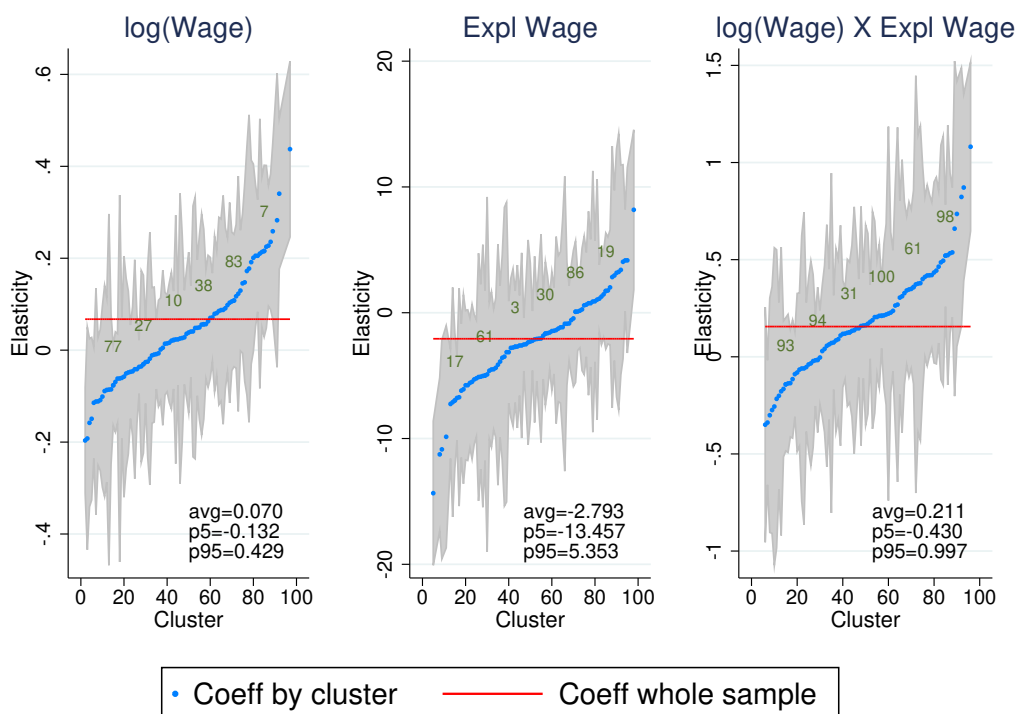 log(Wage)
Expl Wage
log(Wage) X Expl Wage
Elasticity
.6
.4
.2
0
-.2
-.4
77
27
10
38
83
7
avg=0.070
p5=-0.132
p95=0.429
0 20 40 60 80 100
Cluster
Elasticity
20
10
0
-10
-20
17
61
3
30
86
19
avg=-2.793
p5=-13.457
p95=5.353
0 20 40 60 80 100
Cluster
Elasticity
1.5
1
.5
0
-.5
-1
93
94
31
100
61
98
avg=0.211
p5=-0.430
p95=0.997
0 20 40 60 80 100
Cluster
Coeff by cluster
Coeff whole sample